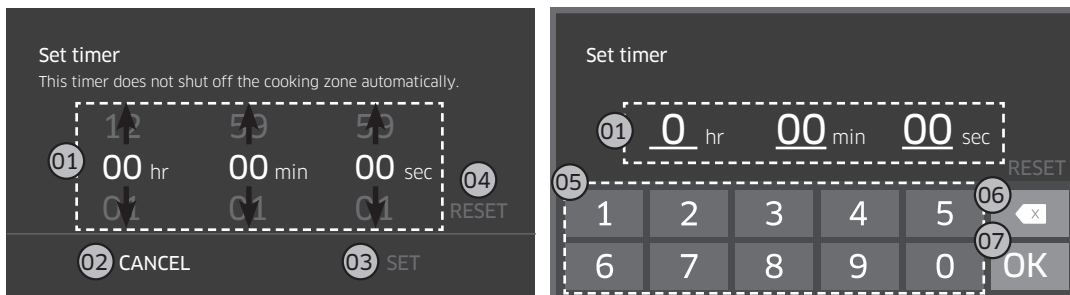 Set timer
This timer does not shut off the cooking zone automatically.
12 59 59
01 00 hr 00 min 00 sec 04
01 01 01 RESET
02 CANCEL 03 SET
Set timer
01 0 hr 00 min 00 sec
RESET
05
1 2 3 4 5 06 x
07
6 7 8 9 0 OK